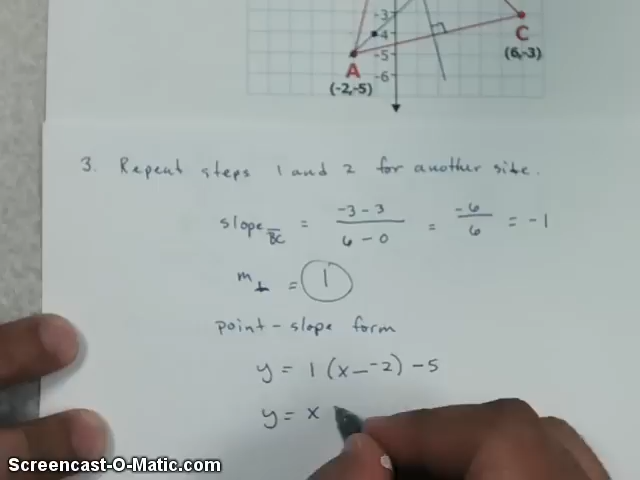 -3
-4
-5
-6
A
(-2,-5)
C
(6,-3)
3. Repeat steps 1 and 2 for another side.
slope BC = -3 - 3 / 6 - 0 = -6 / 6 = -1
m⊥ = 1
point-slope form
y = 1 (x - -2) - 5
y = x
Screencast-O-Matic.com